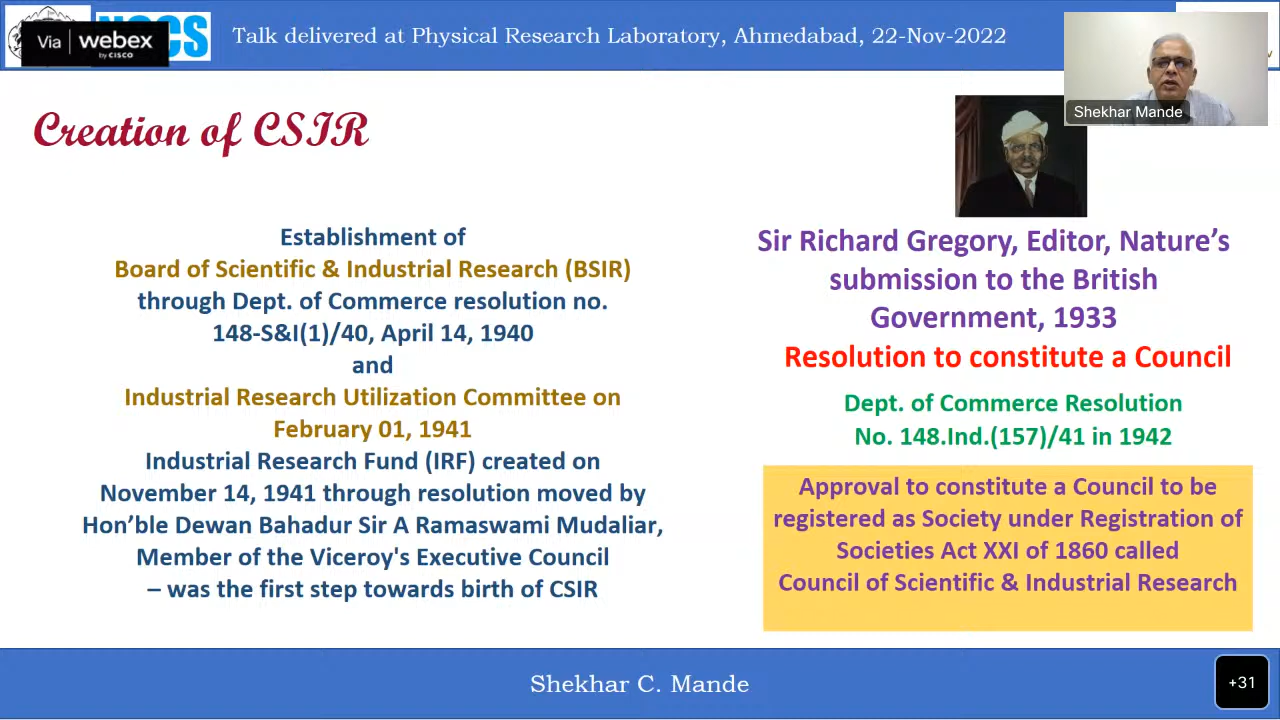 Via webex
by CISCO
CS
Talk delivered at Physical Research Laboratory, Ahmedabad, 22-Nov-2022
Shekhar Mande
Creation of CSIR
Establishment of
Board of Scientific & Industrial Research (BSIR)
through Dept. of Commerce resolution no.
148-S&I(1)/40, April 14, 1940
and
Industrial Research Utilization Committee on
February 01, 1941
Industrial Research Fund (IRF) created on
November 14, 1941 through resolution moved by
Hon’ble Dewan Bahadur Sir A Ramaswami Mudaliar,
Member of the Viceroy's Executive Council
– was the first step towards birth of CSIR
Sir Richard Gregory, Editor, Nature’s
submission to the British
Government, 1933
Resolution to constitute a Council
Dept. of Commerce Resolution
No. 148.Ind.(157)/41 in 1942
Approval to constitute a Council to be
registered as Society under Registration of
Societies Act XXI of 1860 called
Council of Scientific & Industrial Research
Shekhar C. Mande
+31